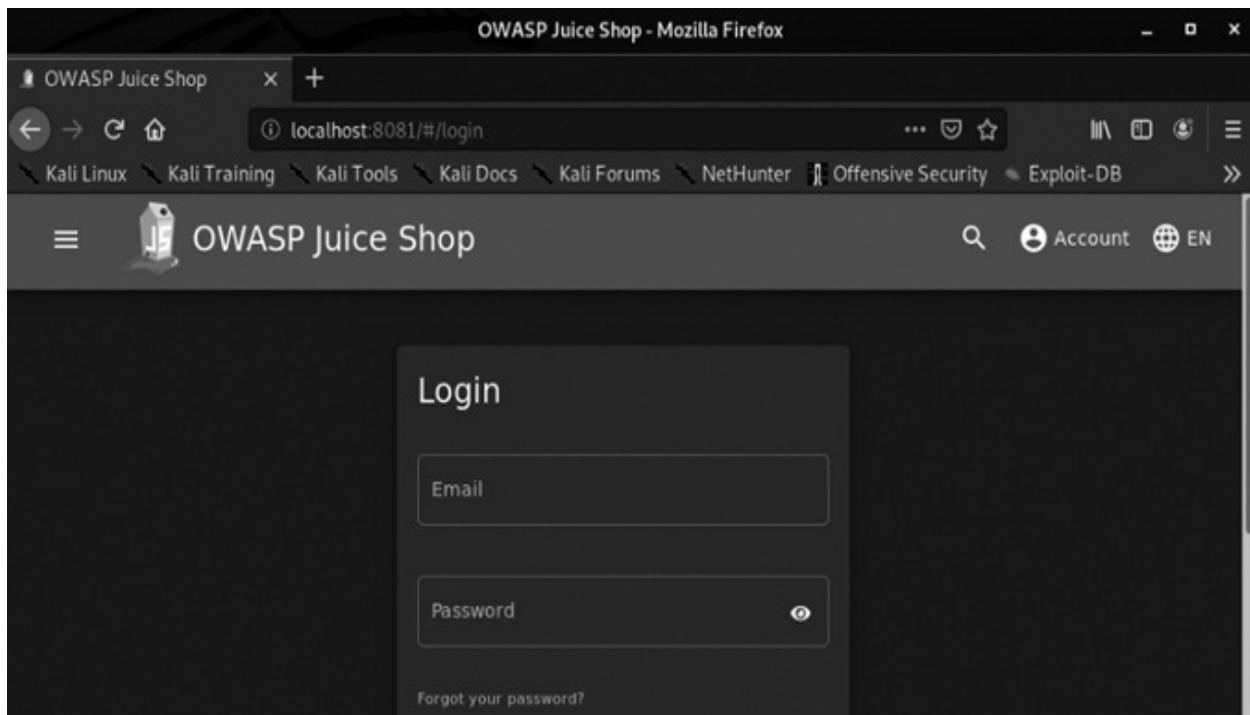 OWASP Juice Shop - Mozilla Firefox
OWASP Juice Shop
localhost:8081/#/login
Kali Linux Kali Training Kali Tools Kali Docs Kali Forums NetHunter Offensive Security Exploit-DB
JS OWASP Juice Shop Account EN
Login
Email
Password
Forgot your password?